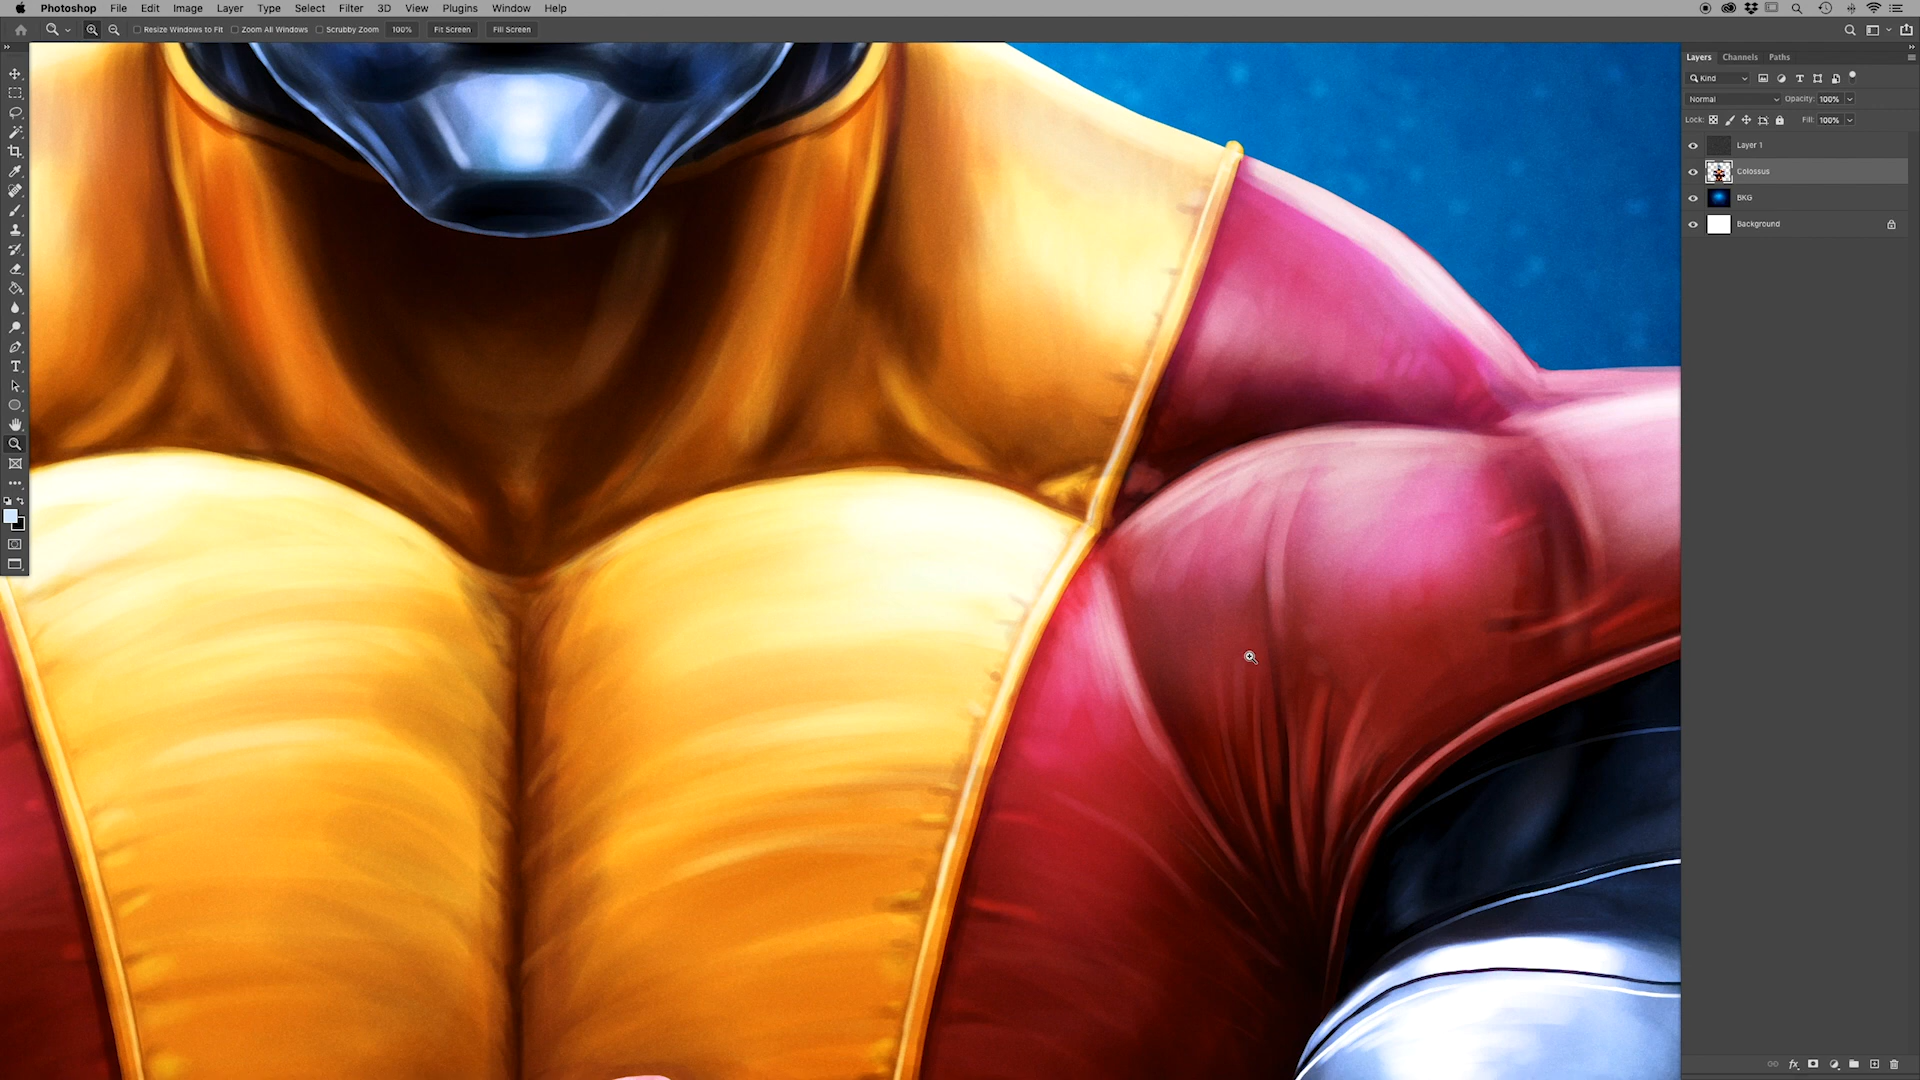 Photoshop File Edit Image Layer Type Select Filter 3D View Plugins Window Help
Resize Windows to Fit Zoom All Windows Scrubby Zoom 100% Fit Screen Fill Screen
Layers Channels Paths
Kind
Normal Opacity: 100%
Lock: Fill: 100%
Layer 1
Colossus
BKG
Background